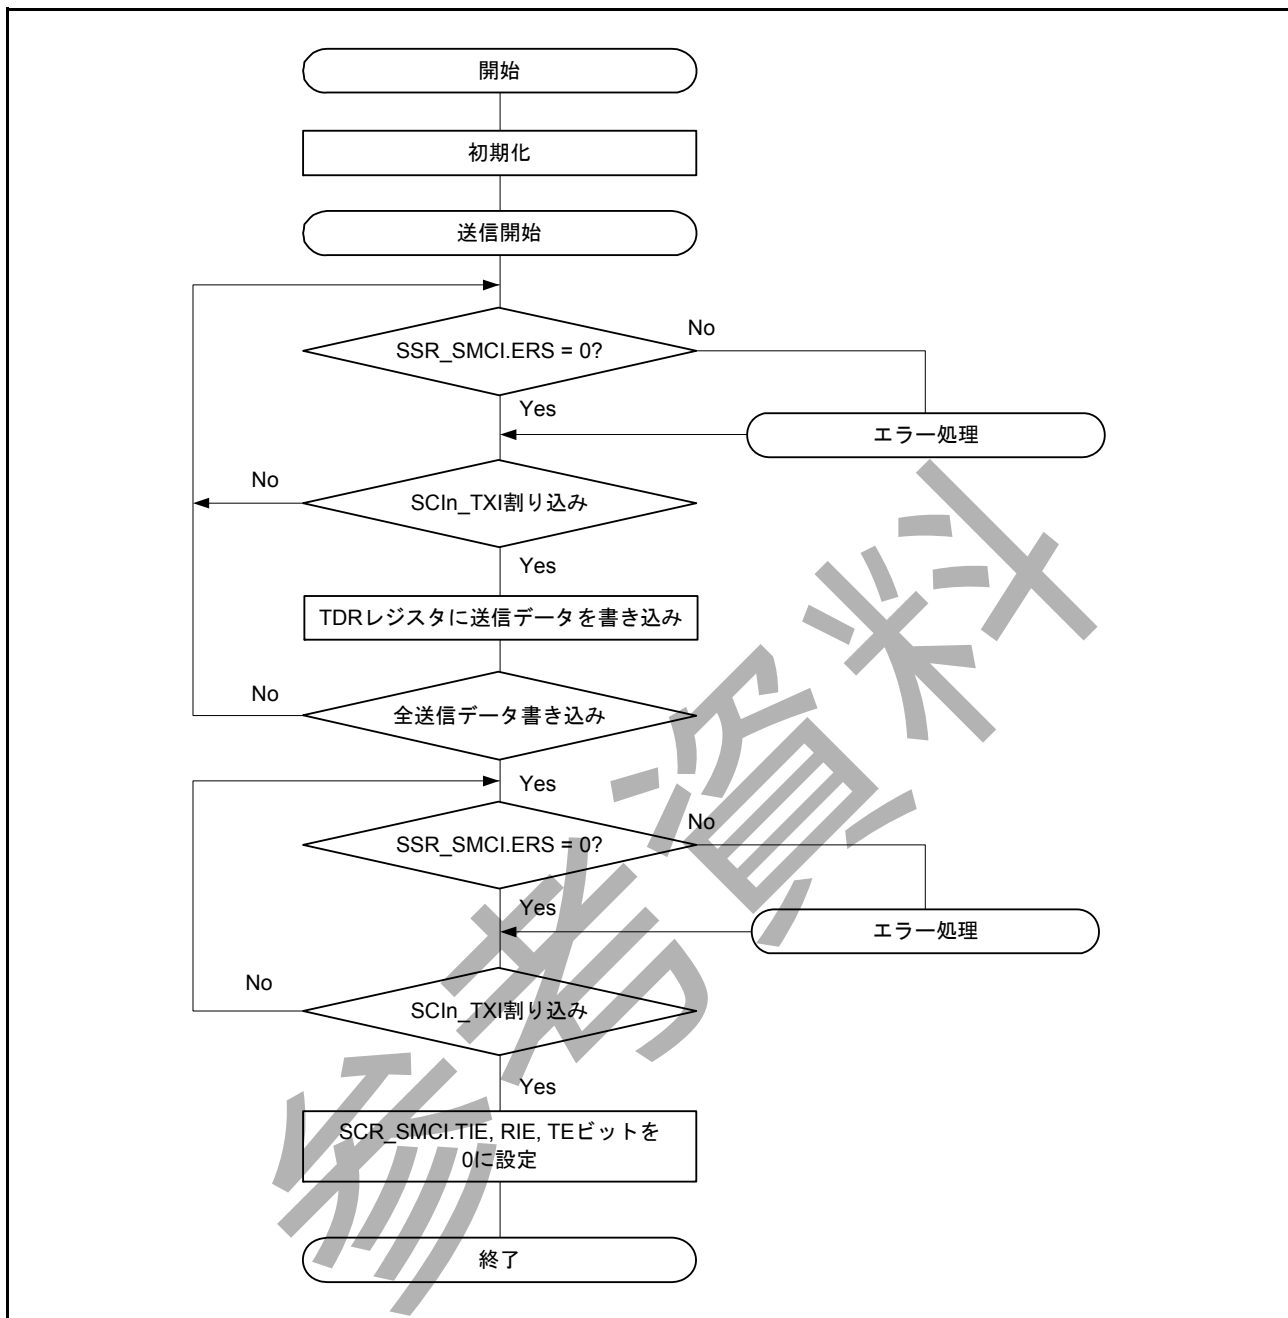 開始
初期化
送信開始
SSR_SMCI.ERS = 0?
No
Yes
エラー処理
No
SCIn_TXI割り込み
Yes
TDRレジスタに送信データを書き込み
No
全送信データ書き込み
Yes
SSR_SMCI.ERS = 0?
No
Yes
エラー処理
No
SCIn_TXI割り込み
Yes
SCR_SMCI.TIE, RIE, TEビットを
0に設定
終了
参考資料